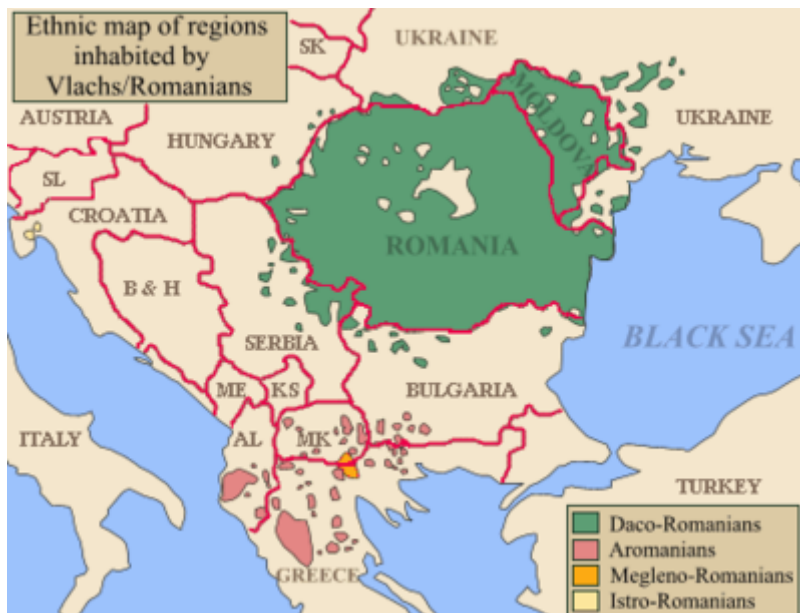 Ethnic map of regions
inhabited by
Vlachs/Romanians
UKRAINE
SK
AUSTRIA
HUNGARY
MOLDOVA
UKRAINE
SL
CROATIA
ROMANIA
B & H
SERBIA
BLACK SEA
ME
KS
BULGARIA
ITALY
AL
MK
TURKEY
GREECE
Daco-Romanians
Aromanians
Megleno-Romanians
Istro-Romanians